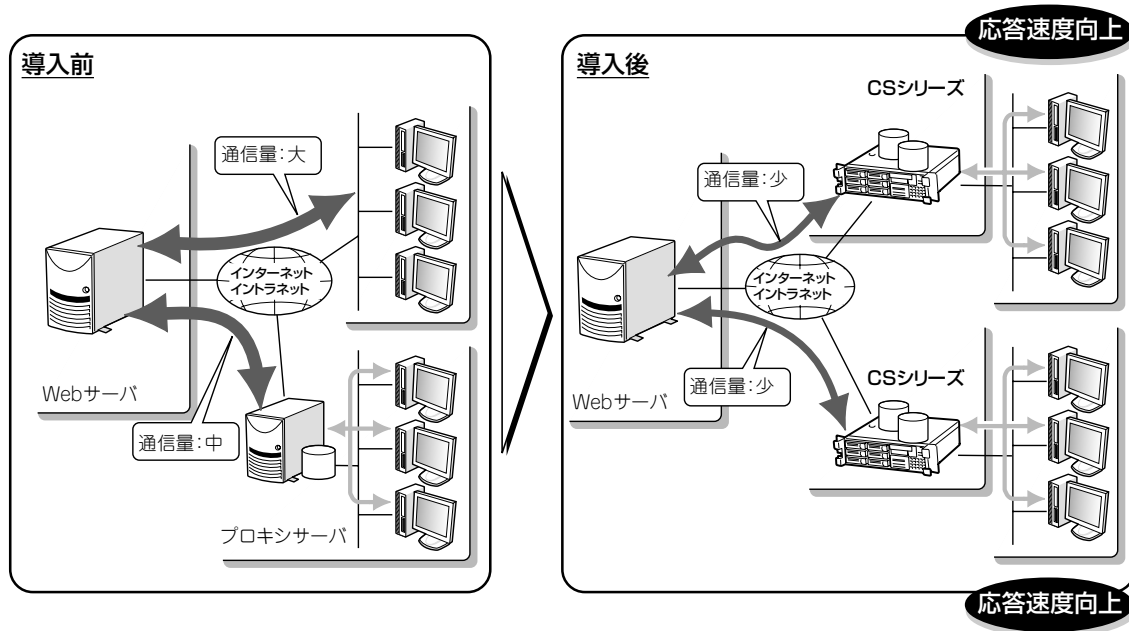 導入前
通信量:大
インターネット
イントラネット
Webサーバ
通信量:中
プロキシサーバ
応答速度向上
導入後
CSシリーズ
通信量:少
インターネット
イントラネット
Webサーバ
通信量:少
CSシリーズ
応答速度向上